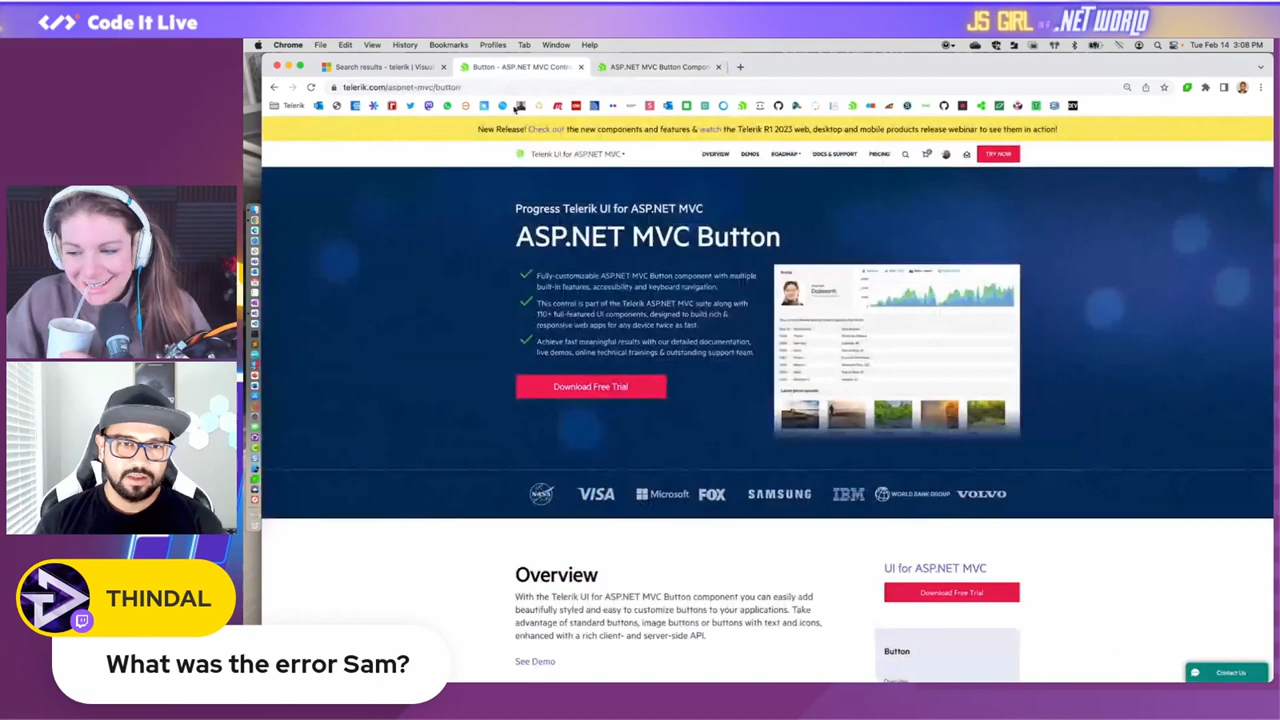 Code It Live
JS GIRL IN A .NET WORLD
Chrome File Edit View History Bookmarks Profiles Tab Window Help
Tue Feb 14 3:08 PM
Search results - telerik | Visual
Button - ASP.NET MVC Contr
ASP.NET MVC Button Compon
telerik.com/aspnet-mvc/button
Telerik
New Release! Check out the new components and features & watch the Telerik R1 2023 web, desktop and mobile products release webinar to see them in action!
Telerik UI for ASP.NET MVC
OVERVIEW DEMOS ROADMAP DOCS & SUPPORT PRICING TRY NOW
Progress Telerik UI for ASP.NET MVC
ASP.NET MVC Button
Fully-customizable ASP.NET MVC Button component with multiple
built-in features, accessibility and keyboard navigation.
This control is part of the Telerik ASP.NET MVC suite along with
110+ full-featured UI components, designed to build rich &
responsive web apps for any device twice as fast.
Achieve fast meaningful results with our detailed documentation,
live demos, online technical trainings & outstanding support team.
Download Free Trial
NASA VISA Microsoft FOX SAMSUNG IBM WORLD BANK GROUP VOLVO
Overview
With the Telerik UI for ASP.NET MVC Button component you can easily add
beautifully styled and easy to customize buttons to your applications. Take
advantage of standard buttons, image buttons or buttons with text and icons,
enhanced with a rich client- and server-side API.
See Demo
UI for ASP.NET MVC
Download Free Trial
Button
Overview
Contact Us
THINDAL
What was the error Sam?